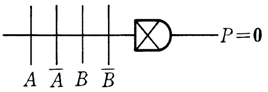 P = 0
A A̅ B B̅